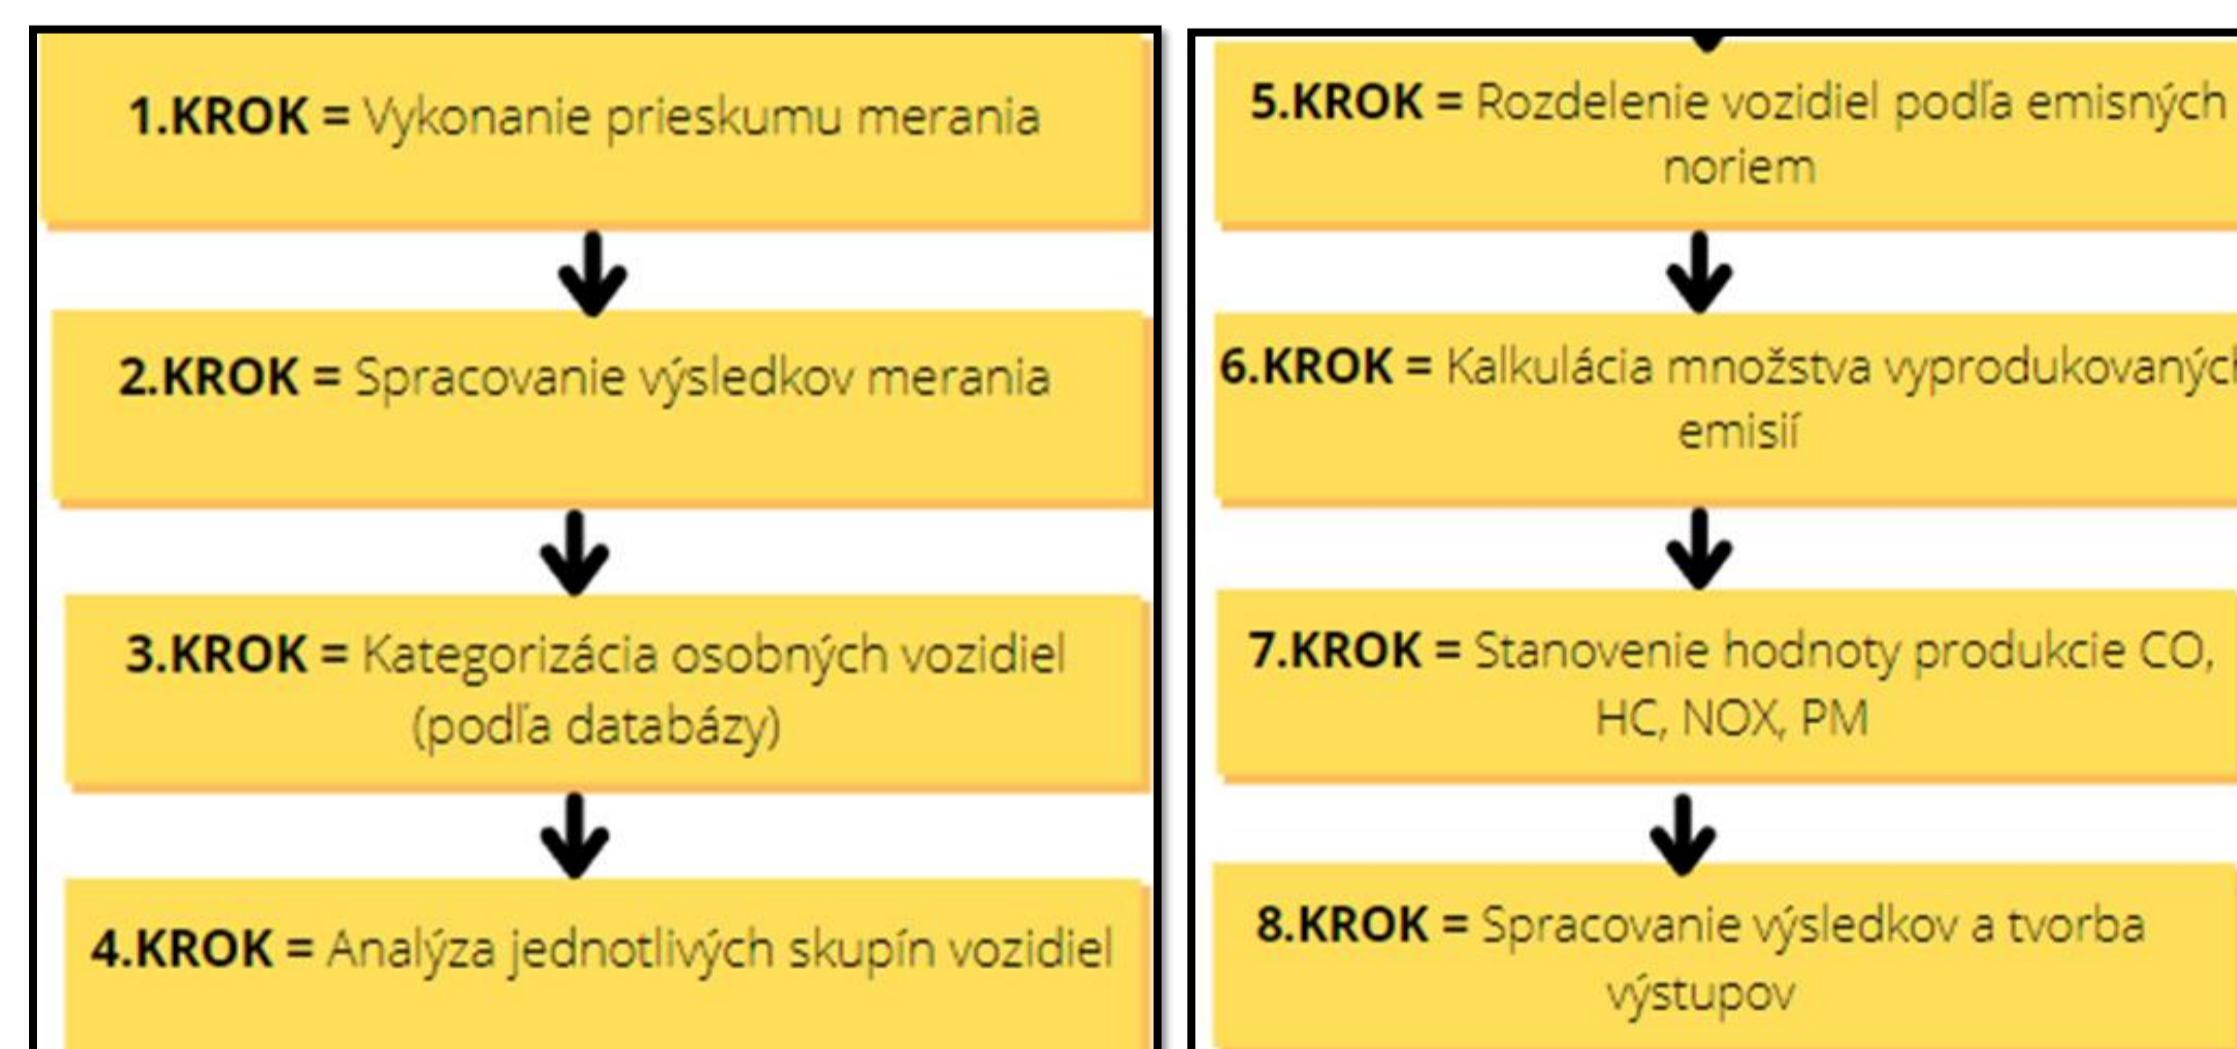 1.KROK = Vykonanie prieskumu merania
2.KROK = Spracovanie výsledkov merania
3.KROK = Kategorizácia osobných vozidiel
(podľa databázy)
4.KROK = Analýza jednotlivých skupín vozidiel
5.KROK = Rozdelenie vozidiel podľa emisných
noriem
6.KROK = Kalkulácia množstva vyprodukovaných
emisií
7.KROK = Stanovenie hodnoty produkcie CO,
HC, NOX, PM
8.KROK = Spracovanie výsledkov a tvorba
výstupov